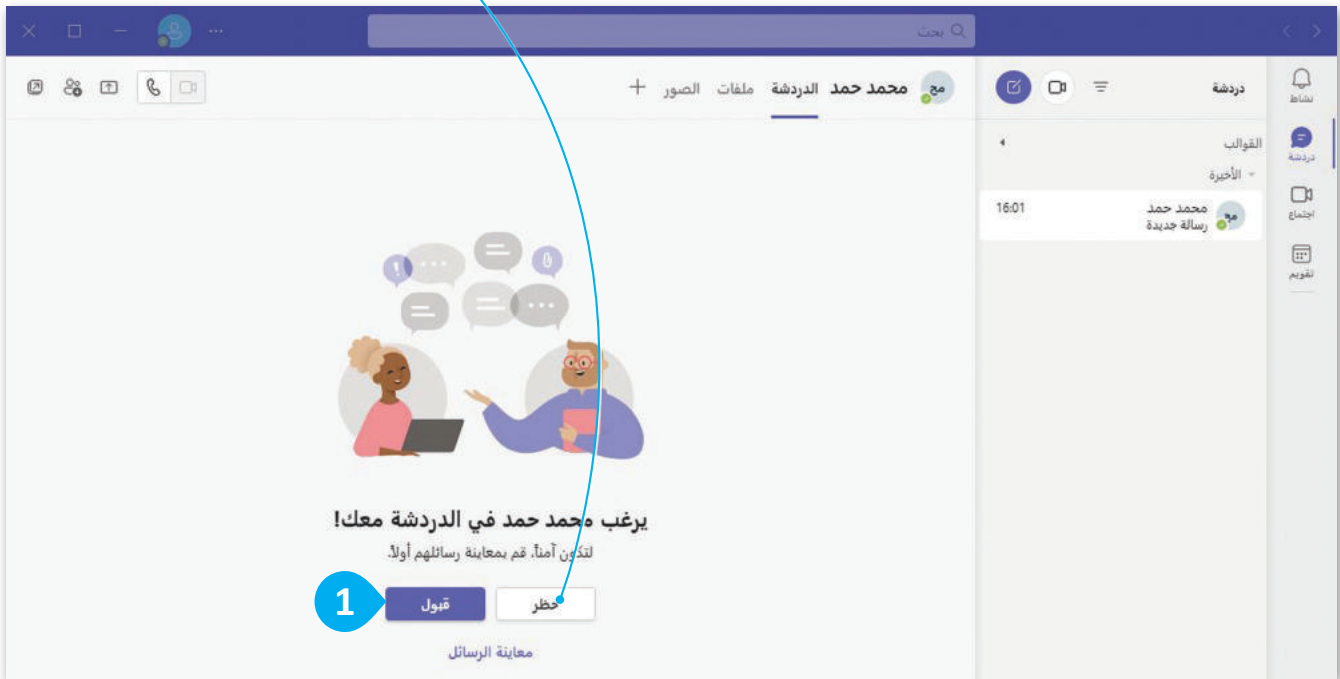 بحث
نشاط
دردشة
اجتماع
تقويم
دردشة
القوالب
الأخيرة
مح
محمد حمد
16:01
رسالة جديدة
مح
محمد حمد
الدردشة
ملفات
الصور
يرغب محمد حمد في الدردشة معك!
لتكون آمناً، قم بمعاينة رسائلهم أولاً.
حظر
قبول
1
معاينة الرسائل